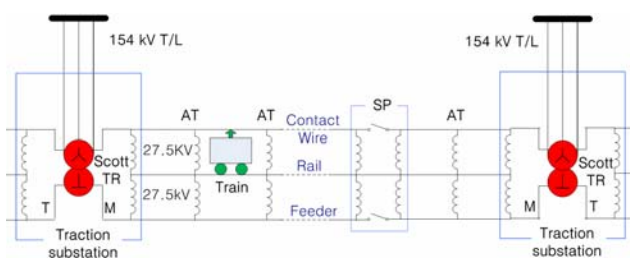 154 kV T/L
154 kV T/L
AT
AT
Contact
Wire
SP
AT
Scott
TR
27.5KV
Train
Rail
Scott
TR
27.5kV
T
M
Feeder
M
T
Traction
substation
Traction
substation